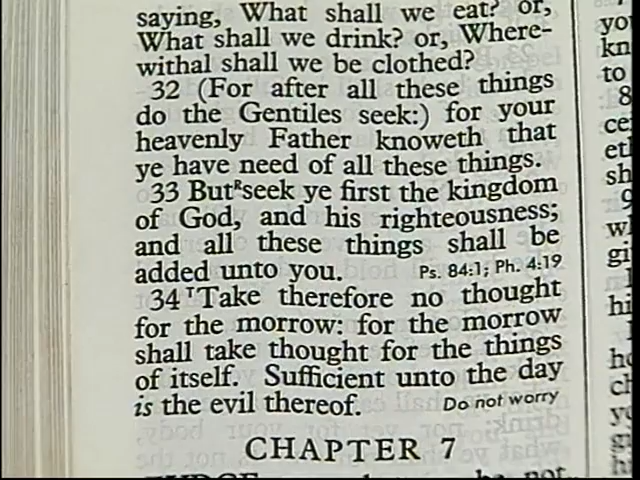 saying, What shall we eat? or,
What shall we drink? or, Where-
withal shall we be clothed?
32 (For after all these things
do the Gentiles seek:) for your
heavenly Father knoweth that
ye have need of all these things.
33 But ᴿseek ye first the kingdom
of God, and his righteousness;
and all these things shall be
added unto you. Ps. 84:1; Ph. 4:19
34 ᵀTake therefore no thought
for the morrow: for the morrow
shall take thought for the things
of itself. Sufficient unto the day
is the evil thereof. Do not worry
CHAPTER 7